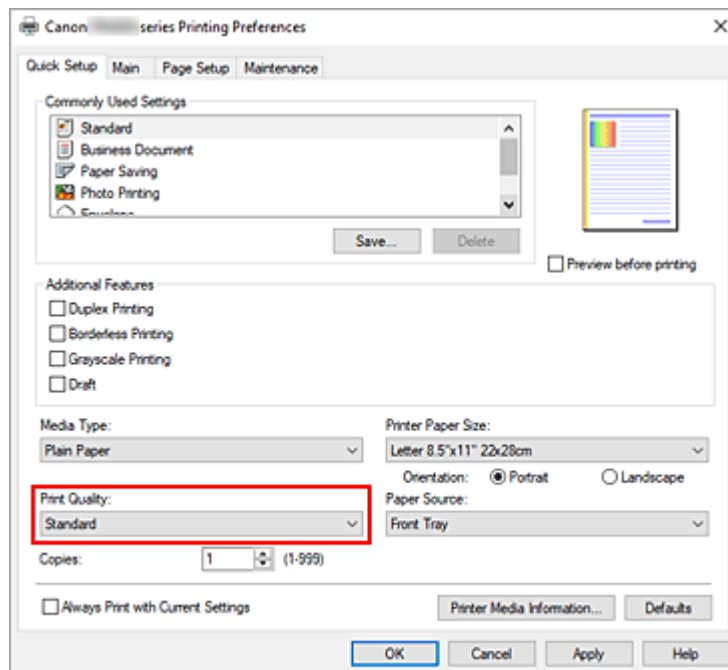 Canon series Printing Preferences
Quick Setup Main Page Setup Maintenance
Commonly Used Settings
Standard
Business Document
Paper Saving
Photo Printing
Envelope
Save... Delete
Preview before printing
Additional Features
Duplex Printing
Borderless Printing
Grayscale Printing
Draft
Media Type: Printer Paper Size:
Plain Paper Letter 8.5"x11" 22x28cm
Orientation: Portrait Landscape
Print Quality: Paper Source:
Standard Front Tray
Copies: 1 (1-999)
Always Print with Current Settings Printer Media Information... Defaults
OK Cancel Apply Help